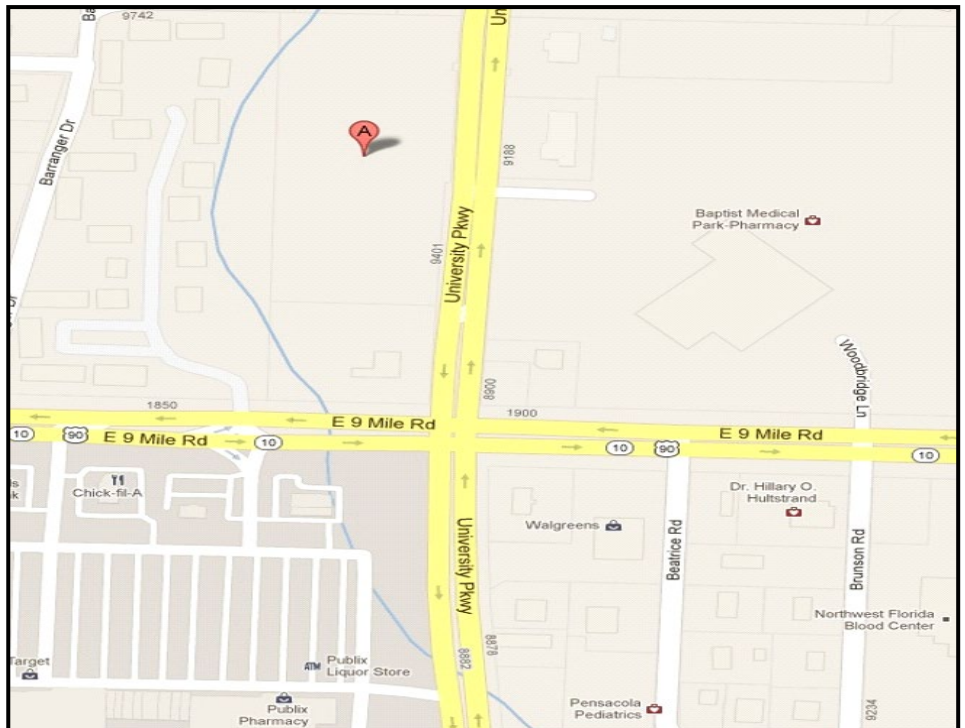 9742
A
Barranger Dr
9188
University Pkwy
9401
Baptist Medical
Park-Pharmacy
Woodbridge Ln
8900
1850
1900
E 9 Mile Rd
E 9 Mile Rd
10
90
E 9 Mile Rd
10
10
90
10
Chick-fil-A
Dr. Hillary O.
Hultstrand
Walgreens
University Pkwy
Beatrice Rd
Brunson Rd
Northwest Florida
Blood Center
8878
8882
Target
ATM
Publix
Liquor Store
Publix
Pharmacy
Pensacola
Pediatrics
9234